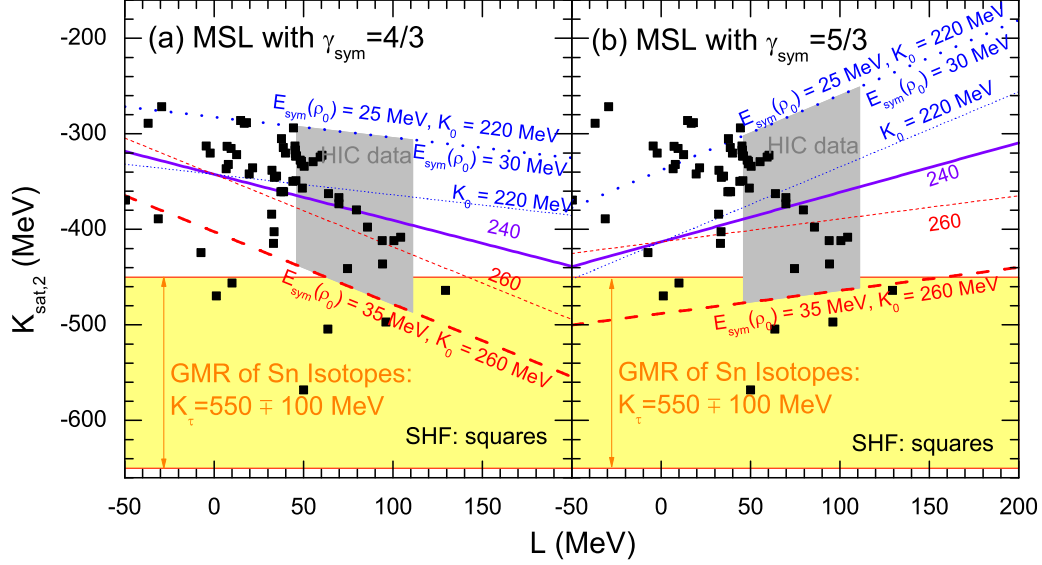 (a) MSL with γsym=4/3
Esym(ρ0) = 25 MeV, K0 = 220 MeV
HIC data
Esym(ρ0) = 30 MeV
K0 = 220 MeV
240
260
Esym(ρ0) = 35 MeV, K0 = 260 MeV
GMR of Sn Isotopes:
Kτ=550 ∓ 100 MeV
SHF: squares
(b) MSL with γsym=5/3
Esym(ρ0) = 25 MeV, K0 = 220 MeV
Esym(ρ0) = 30 MeV
K0 = 220 MeV
HIC data
240
260
Esym(ρ0) = 35 MeV, K0 = 260 MeV
GMR of Sn Isotopes:
Kτ=550 ∓ 100 MeV
SHF: squares
-200
-300
-400
-500
-600
Ksat,2 (MeV)
-50 0 50 100 150 -50 0 50 100 150 200
L (MeV)